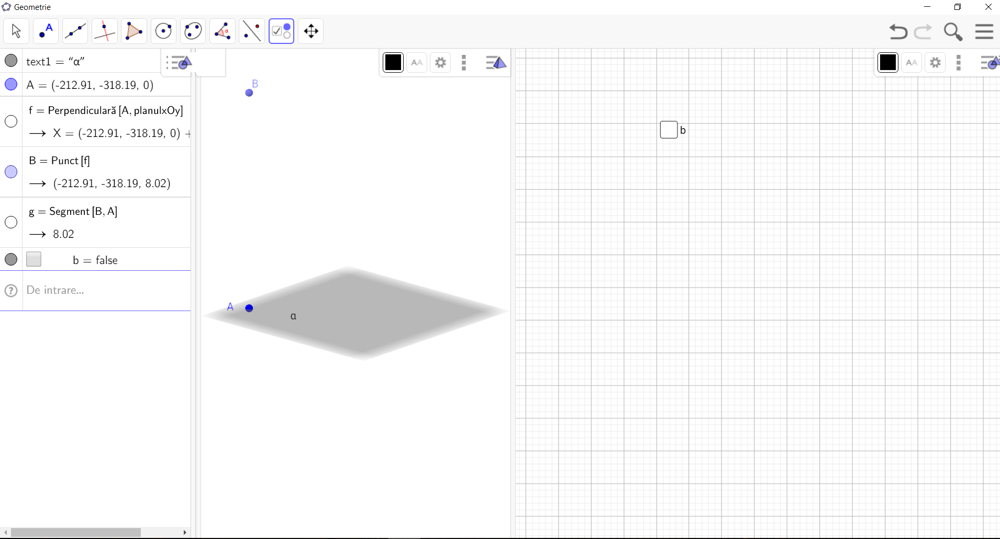 Geometrie
A
α
text1 = “α”
A = (-212.91, -318.19, 0)
f = Perpendiculară [A, planulxOy]
→ X = (-212.91, -318.19, 0) +
B = Punct [f]
→ (-212.91, -318.19, 8.02)
g = Segment [B, A]
→ 8.02
b = false
? De intrare...
AA
B
A
α
AA
b